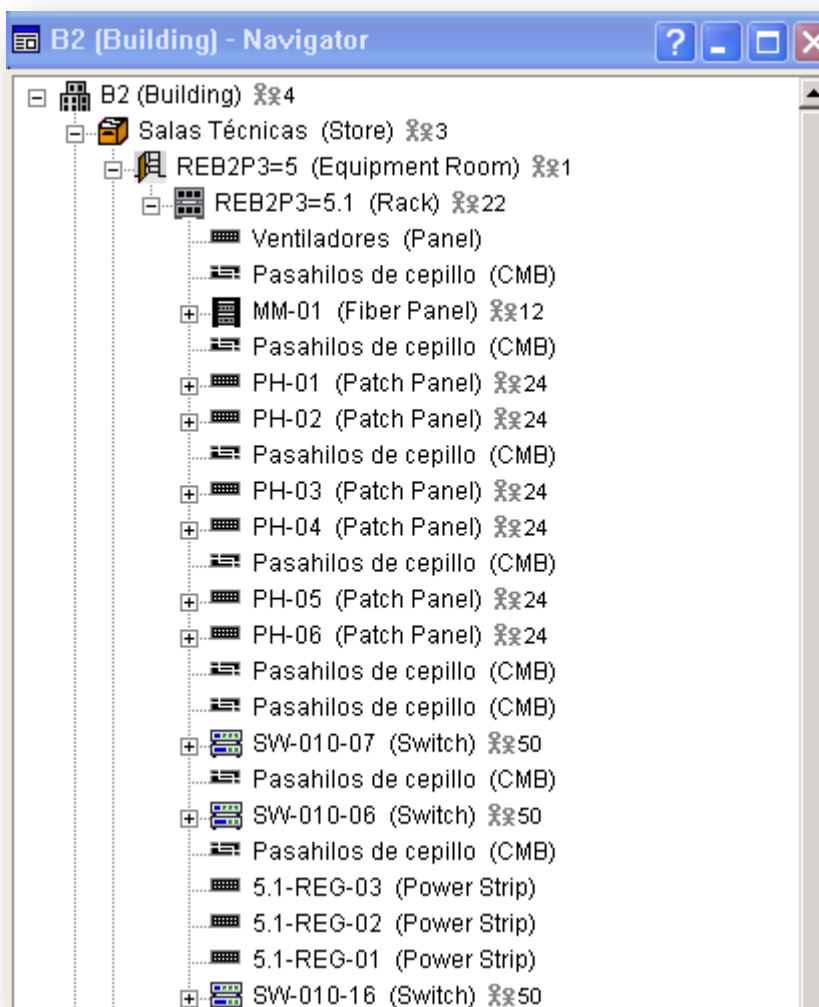 B2 (Building) - Navigator
B2 (Building) 4
Salas Técnicas (Store) 3
REB2P3=5 (Equipment Room) 1
REB2P3=5.1 (Rack) 22
Ventiladores (Panel)
Pasahilos de cepillo (CMB)
MM-01 (Fiber Panel) 12
Pasahilos de cepillo (CMB)
PH-01 (Patch Panel) 24
PH-02 (Patch Panel) 24
Pasahilos de cepillo (CMB)
PH-03 (Patch Panel) 24
PH-04 (Patch Panel) 24
Pasahilos de cepillo (CMB)
PH-05 (Patch Panel) 24
PH-06 (Patch Panel) 24
Pasahilos de cepillo (CMB)
Pasahilos de cepillo (CMB)
SW-010-07 (Switch) 50
Pasahilos de cepillo (CMB)
SW-010-06 (Switch) 50
Pasahilos de cepillo (CMB)
5.1-REG-03 (Power Strip)
5.1-REG-02 (Power Strip)
5.1-REG-01 (Power Strip)
SW-010-16 (Switch) 50